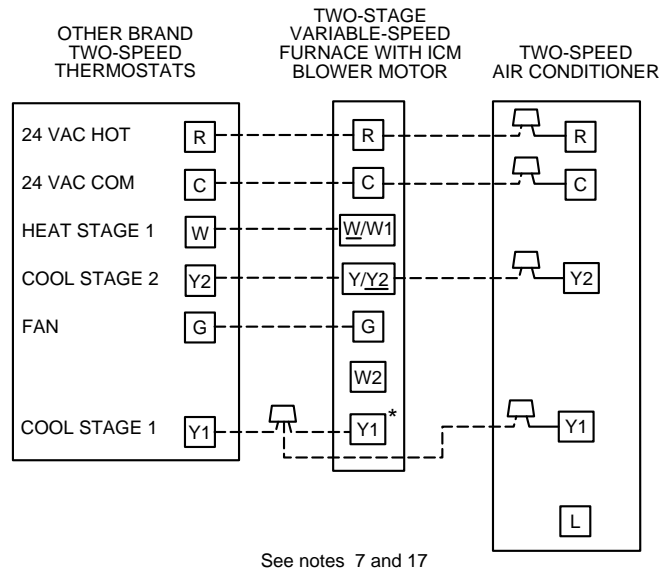 OTHER BRAND
TWO-SPEED
THERMOSTATS
TWO-STAGE
VARIABLE-SPEED
FURNACE WITH ICM
BLOWER MOTOR
TWO-SPEED
AIR CONDITIONER
24 VAC HOT R R R
24 VAC COM C C C
HEAT STAGE 1 W W/W1
COOL STAGE 2 Y2 Y/Y2 Y2
FAN G G
W2
COOL STAGE 1 Y1 Y1* Y1
L
See notes 7 and 17